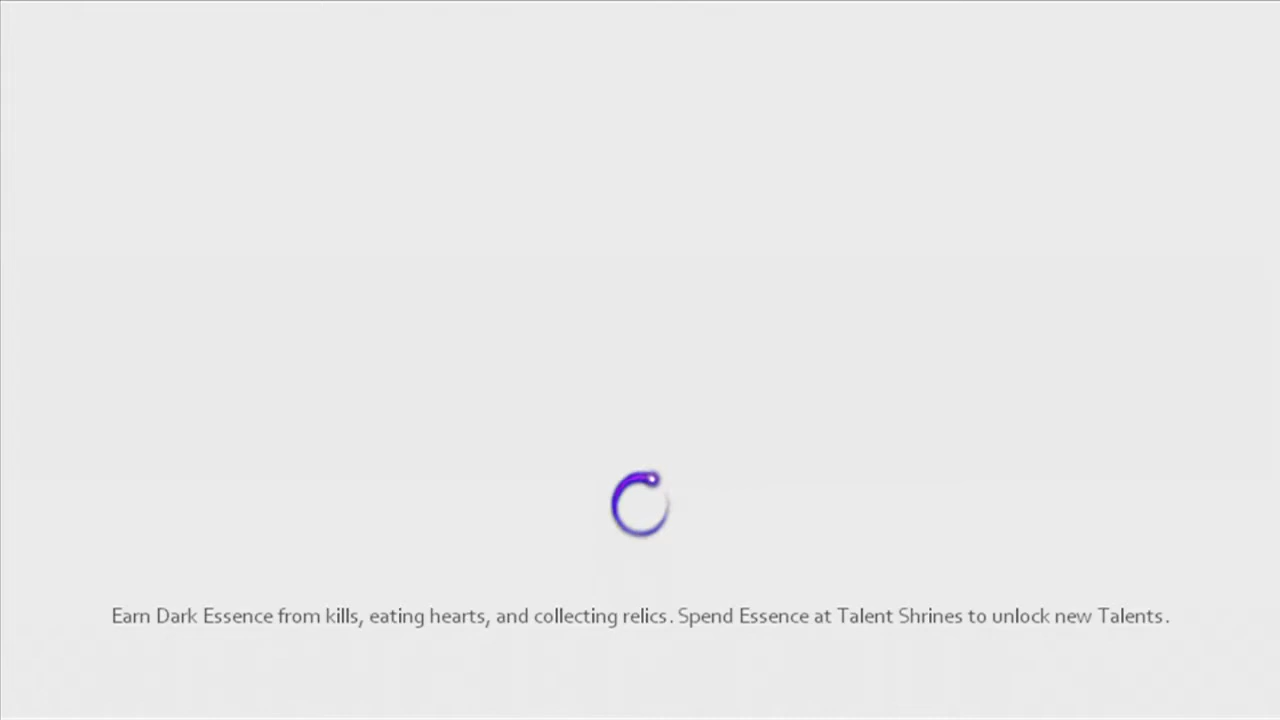 Earn Dark Essence from kills, eating hearts, and collecting relics. Spend Essence at Talent Shrines to unlock new Talents.